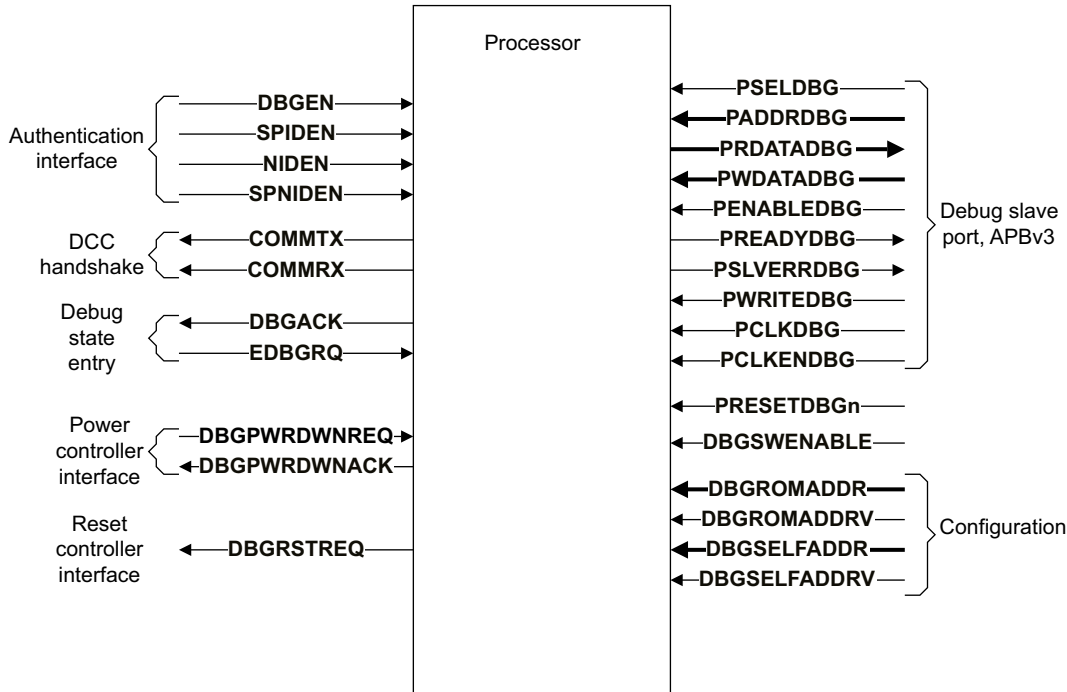 Processor
Authentication
interface
DBGEN
SPIDEN
NIDEN
SPNIDEN
DCC
handshake
COMMTX
COMMRX
Debug
state
entry
DBGACK
EDBGRQ
Power
controller
interface
DBGPWRDWNREQ
DBGPWRDWNACK
Reset
controller
interface
DBGRSTREQ
PSELDBG
PADDRDBG
PRDATADBG
PWDATADBG
PENABLEDBG
PREADYDBG
PSLVERRDBG
PWRITEDBG
PCLKDBG
PCLKENDBG
Debug slave
port, APBv3
PRESETDBGn
DBGSWENABLE
DBGROMADDR
DBGROMADDRV
DBGSELFADDR
DBGSELFADDRV
Configuration